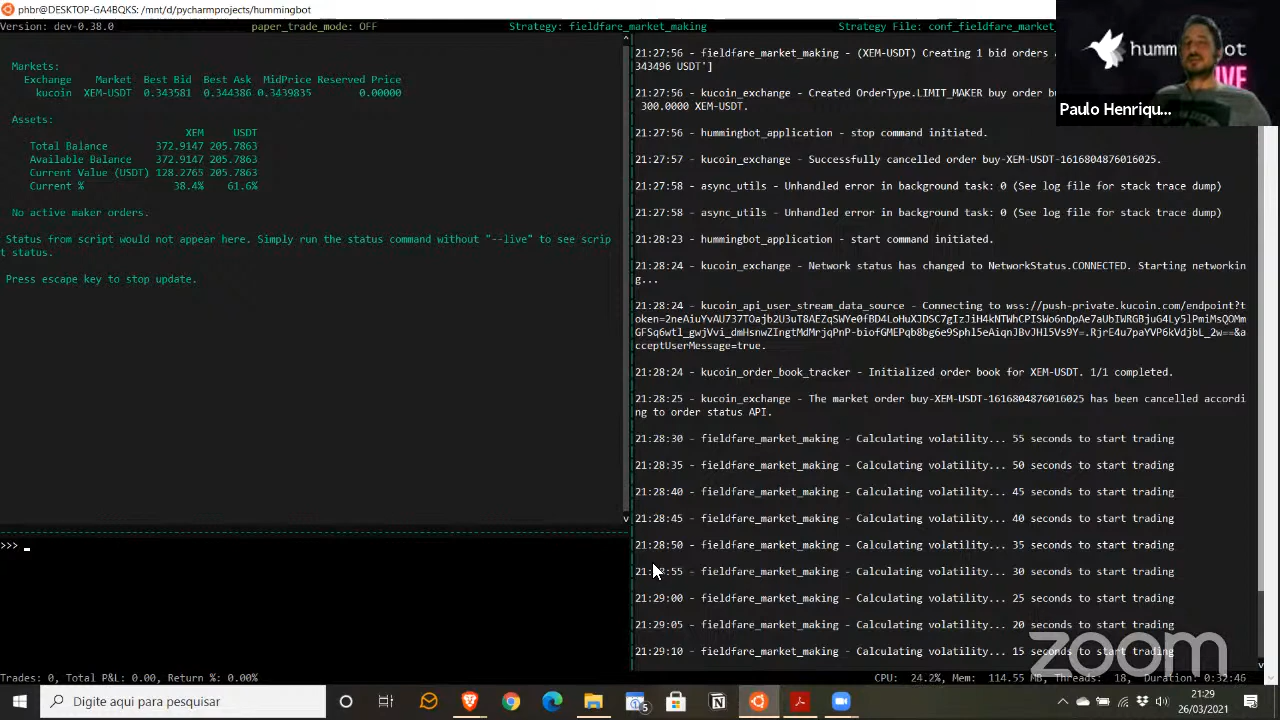 phbr@DESKTOP-GA4BQKS: /mnt/d/pycharmprojects/hummingbot
Version: dev-0.38.0 paper_trade_mode: OFF Strategy: fieldfare_market_making Strategy File: conf_fieldfare_market
Markets:
Exchange Market Best Bid Best Ask MidPrice Reserved Price
kucoin XEM-USDT 0.343581 0.344386 0.3439835 0.00000
Assets:
XEM USDT
Total Balance 372.9147 205.7863
Available Balance 372.9147 205.7863
Current Value (USDT) 128.2765 205.7863
Current % 38.4% 61.6%
No active maker orders.
Status from script would not appear here. Simply run the status command without "--live" to see scrip
t status.
Press escape key to stop update.
>>>
21:27:56 - fieldfare_market_making - (XEM-USDT) Creating 1 bid orders
343496 USDT']
21:27:56 - kucoin_exchange - Created OrderType.LIMIT_MAKER buy order
300.0000 XEM-USDT.
21:27:56 - hummingbot_application - stop command initiated.
21:27:57 - kucoin_exchange - Successfully cancelled order buy-XEM-USDT-1616804876016025.
21:27:58 - async_utils - Unhandled error in background task: 0 (See log file for stack trace dump)
21:27:58 - async_utils - Unhandled error in background task: 0 (See log file for stack trace dump)
21:28:23 - hummingbot_application - start command initiated.
21:28:24 - kucoin_exchange - Network status has changed to NetworkStatus.CONNECTED. Starting networkin
g...
21:28:24 - kucoin_api_user_stream_data_source - Connecting to wss://push-private.kucoin.com/endpoint?t
acceptUserMessage=true.
21:28:24 - kucoin_order_book_tracker - Initialized order book for XEM-USDT. 1/1 completed.
21:28:25 - kucoin_exchange - The market order buy-XEM-USDT-1616804876016025 has been cancelled accordi
ng to order status API.
21:28:30 - fieldfare_market_making - Calculating volatility... 55 seconds to start trading
21:28:35 - fieldfare_market_making - Calculating volatility... 50 seconds to start trading
21:28:40 - fieldfare_market_making - Calculating volatility... 45 seconds to start trading
21:28:45 - fieldfare_market_making - Calculating volatility... 40 seconds to start trading
21:28:50 - fieldfare_market_making - Calculating volatility... 35 seconds to start trading
21:28:55 - fieldfare_market_making - Calculating volatility... 30 seconds to start trading
21:29:00 - fieldfare_market_making - Calculating volatility... 25 seconds to start trading
21:29:05 - fieldfare_market_making - Calculating volatility... 20 seconds to start trading
21:29:10 - fieldfare_market_making - Calculating volatility... 15 seconds to start trading
Paulo Henriqu...
zoom
Trades: 0, Total P&L: 0.00, Return %: 0.00% CPU: 24.2%, Mem: 114.55 MB, Threads: 18, Duration: 0:32:46
Digite aqui para pesquisar
21:29
26/03/2021